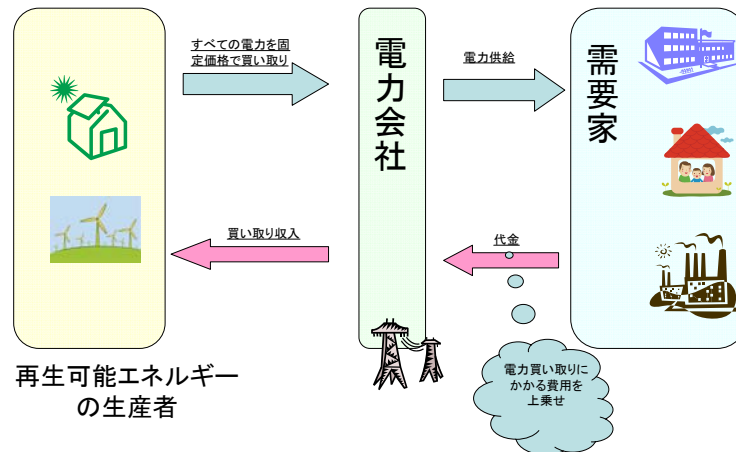 すべての電力を固
定価格で買い取り
電力会社
電力供給
需要家
買い取り収入
代金
電力買い取りに
かかる費用を
上乗せ
再生可能エネルギー
の生産者